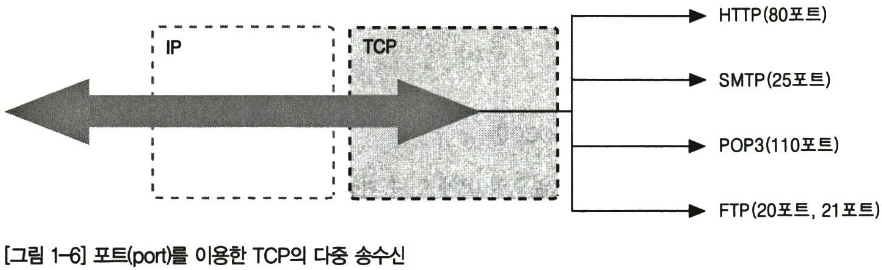 IP
TCP
HTTP(80포트)
SMTP(25포트)
POP3(110포트)
FTP(20포트, 21포트)
[그림 1-6] 포트(port)를 이용한 TCP의 다중 송수신